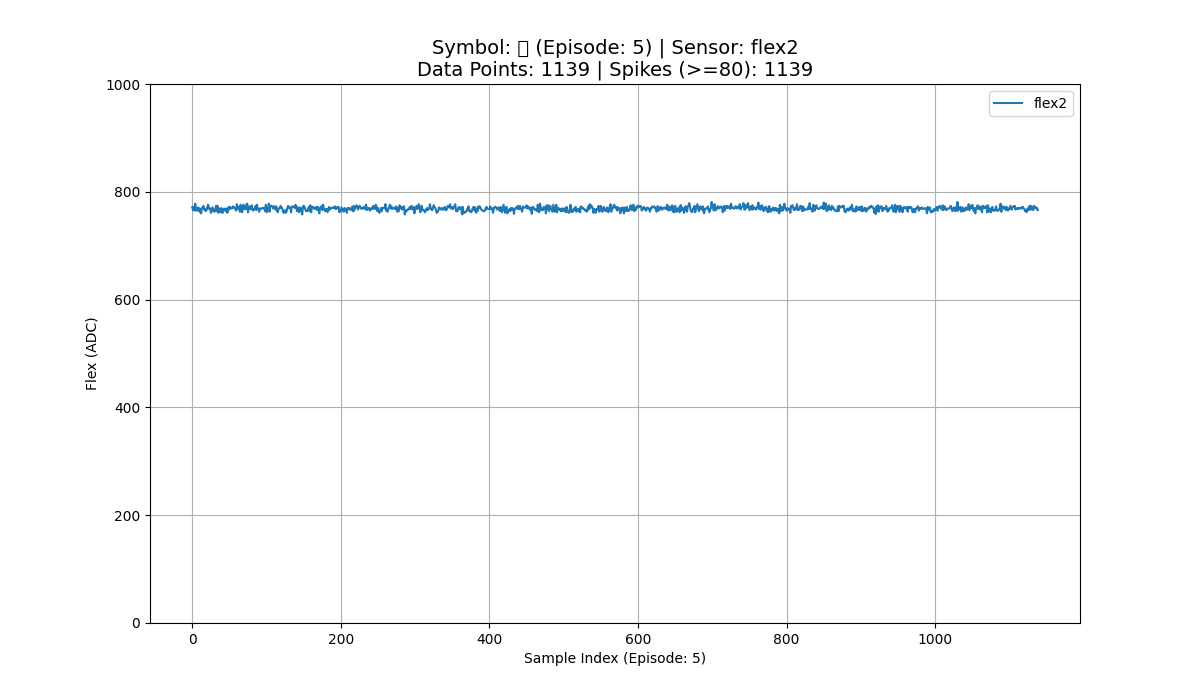 Symbol: (Episode: 5) | Sensor: flex2
Data Points: 1139 | Spikes (>=80): 1139
1000
800
600
400
200
0
Flex (ADC)
flex2
0 200 400 600 800 1000
Sample Index (Episode: 5)